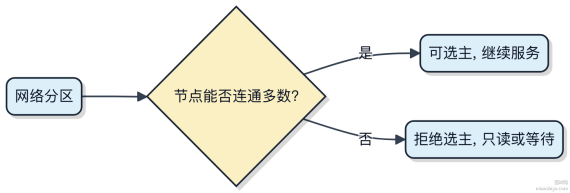 网络分区
节点能否连通多数?
是
可选主, 继续服务
否
拒绝选主, 只读或等待